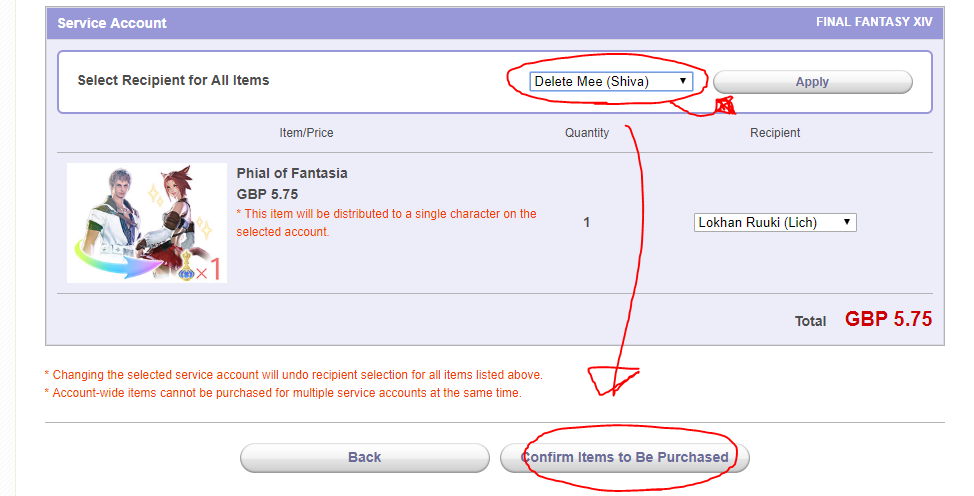 Service Account
FINAL FANTASY XIV
Select Recipient for All Items
Delete Mee (Shiva)
Apply
Item/Price
Quantity
Recipient
Phial of Fantasia
GBP 5.75
* This item will be distributed to a single character on the
selected account.
1
Lokhan Ruuki (Lich)
×1
Total
GBP 5.75
* Changing the selected service account will undo recipient selection for all items listed above.
* Account-wide items cannot be purchased for multiple service accounts at the same time.
Back
Confirm Items to Be Purchased